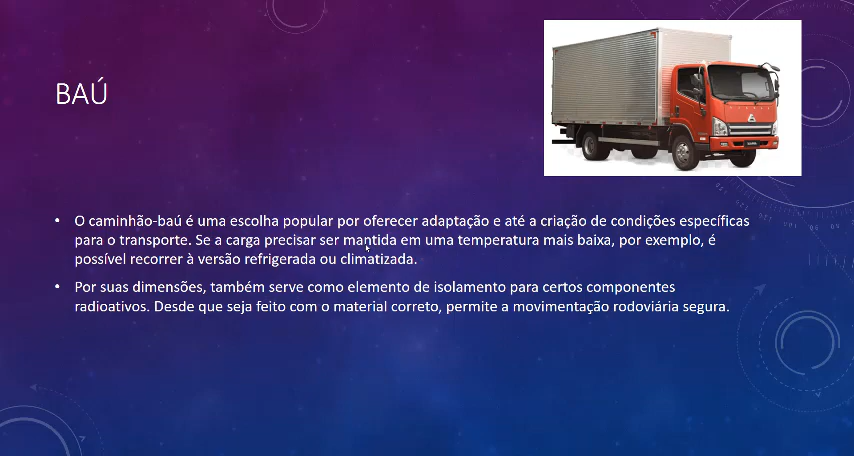 BAÚ
• O caminhão-baú é uma escolha popular por oferecer adaptação e até a criação de condições específicas
para o transporte. Se a carga precisar ser mantida em uma temperatura mais baixa, por exemplo, é
possível recorrer à versão refrigerada ou climatizada.
• Por suas dimensões, também serve como elemento de isolamento para certos componentes
radioativos. Desde que seja feito com o material correto, permite a movimentação rodoviária segura.